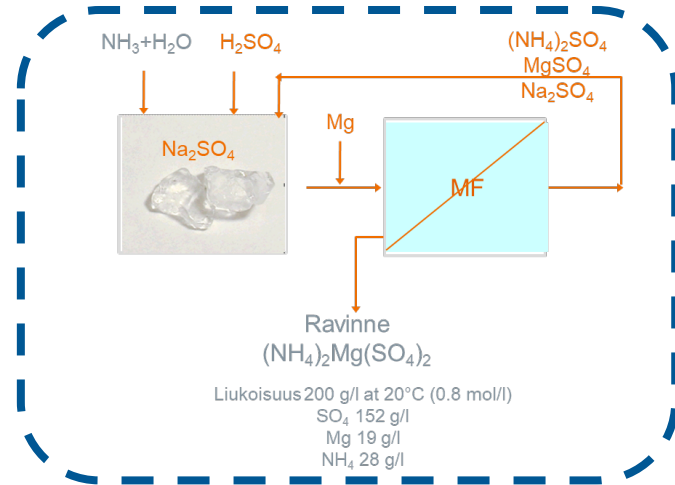 NH₃+H₂O
H₂SO₄
(NH₄)₂SO₄
MgSO₄
Na₂SO₄
Na₂SO₄
Mg
MF
Ravinne
(NH₄)₂Mg(SO₄)₂
Liukoisuus 200 g/l at 20°C (0.8 mol/l)
SO₄ 152 g/l
Mg 19 g/l
NH₄ 28 g/l